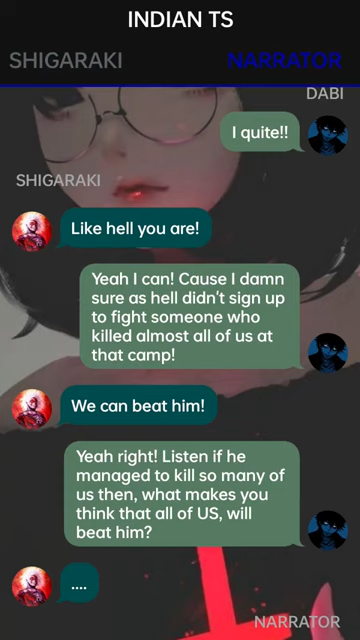 INDIAN TS
SHIGARAKI
NARRATOR
DABI
I quite!!
SHIGARAKI
Like hell you are!
Yeah I can! Cause I damn
sure as hell didn't sign up
to fight someone who
killed almost all of us at
that camp!
We can beat him!
Yeah right! Listen if he
managed to kill so many of
us then, what makes you
think that all of US, will
beat him?
....
NARRATOR